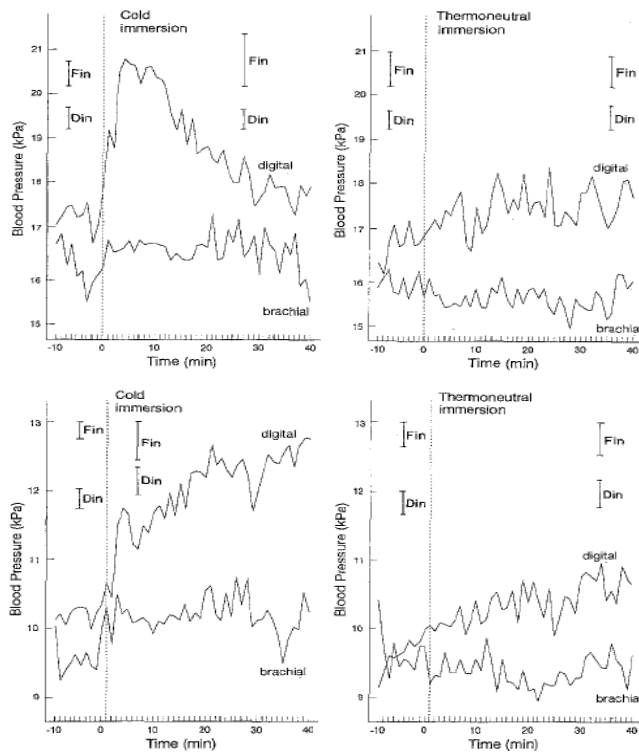 Cold
immersion
Blood Pressure (kPa)
21
20
19
18
17
16
15
Fin Fin
Din Din
digital
brachial
-10 0 10 20 30 40
Time (min)
Thermoneutral
Immersion
Blood Pressure (kPa)
21
20
19
18
17
16
15
Fin Fin
Din Din
digital
brachial
-10 0 10 20 30 40
Time (min)
Cold
immersion
Blood Pressure (kPa)
13
12
11
10
9
Fin Fin
Din Din
digital
brachial
-10 0 10 20 30 40
Time (min)
Thermoneutral
immersion
Blood Pressure (kPa)
13
12
11
10
9
Fin Fin
Din Din
digital
brachia
-10 0 10 20 30 40
Time (min)